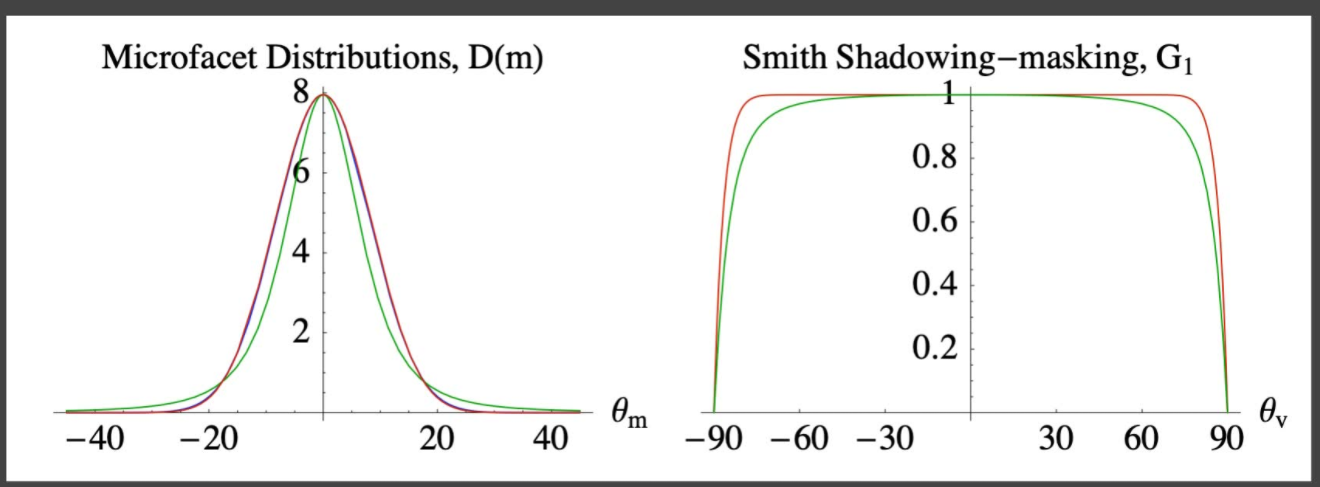 Microfacet Distributions, D(m)
8
6
4
2
−40 −20 20 40 θm
Smith Shadowing−masking, G1
1
0.8
0.6
0.4
0.2
−90 −60 −30 30 60 90 θv